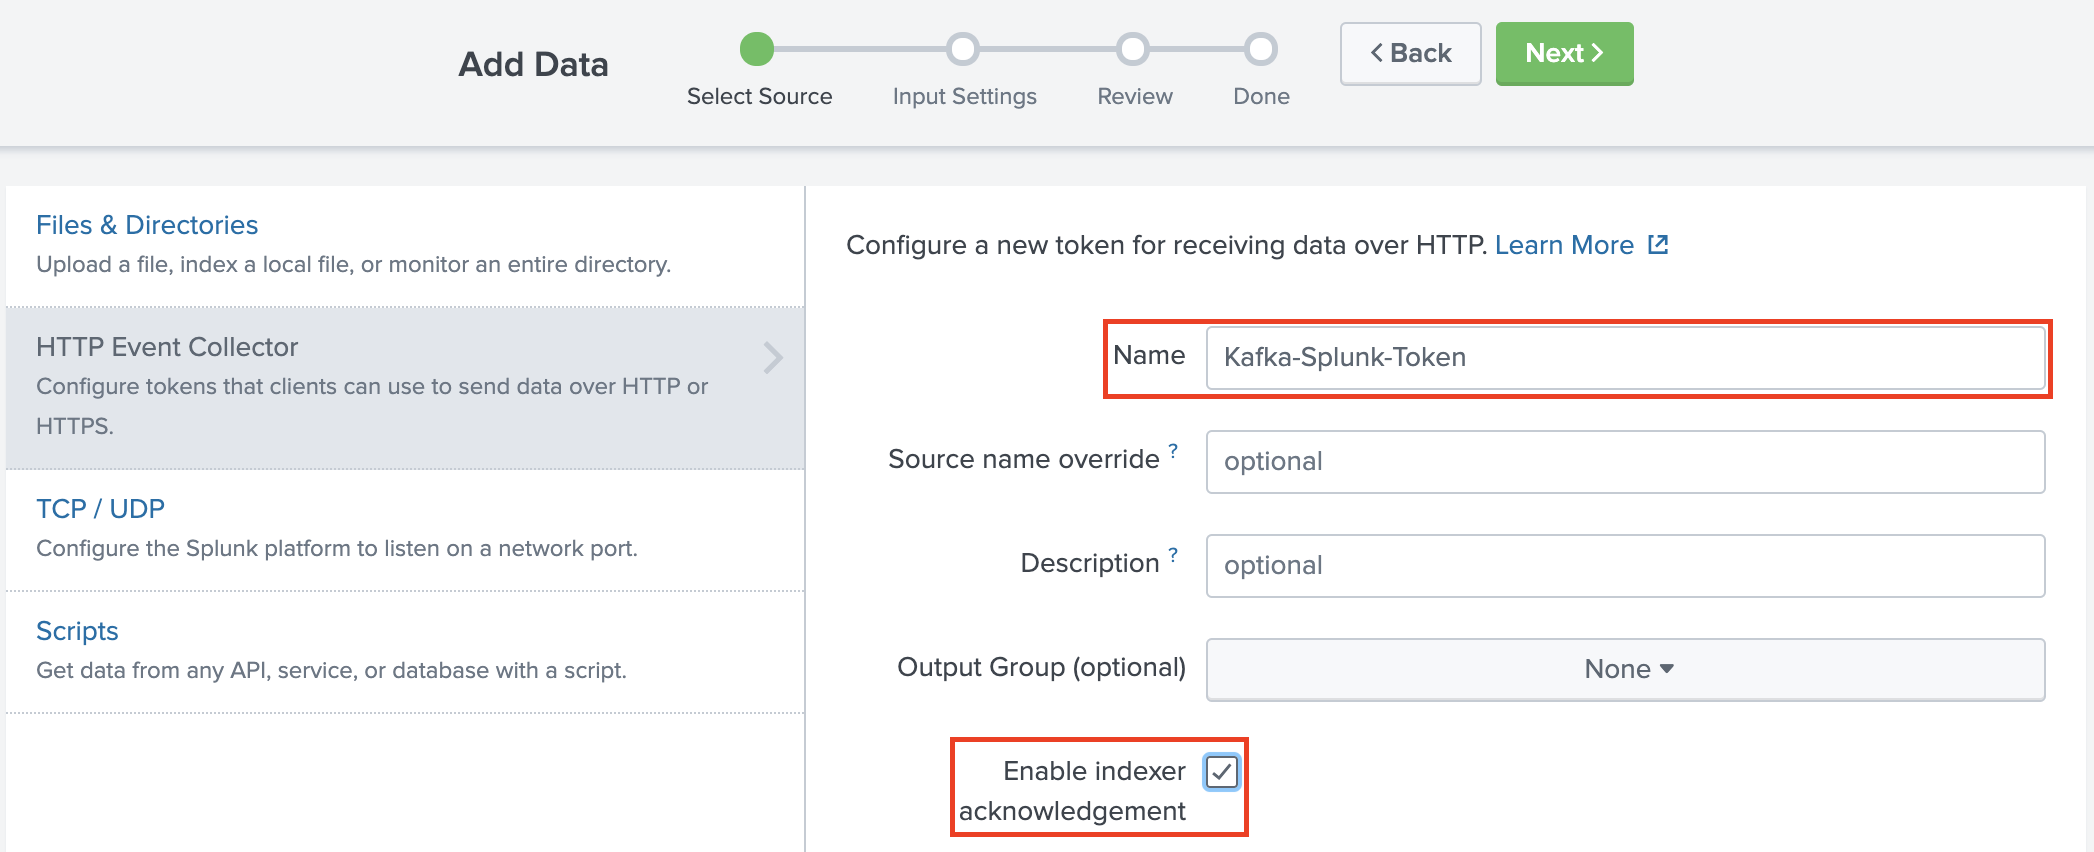 Add Data
Select Source
Input Settings
Review
Done
Back
Next
Files & Directories
Upload a file, index a local file, or monitor an entire directory.
HTTP Event Collector
Configure tokens that clients can use to send data over HTTP or
HTTPS.
TCP / UDP
Configure the Splunk platform to listen on a network port.
Scripts
Get data from any API, service, or database with a script.
Configure a new token for receiving data over HTTP. Learn More
Name Kafka-Splunk-Token
Source name override ? optional
Description ? optional
Output Group (optional) None
Enable indexer
acknowledgement